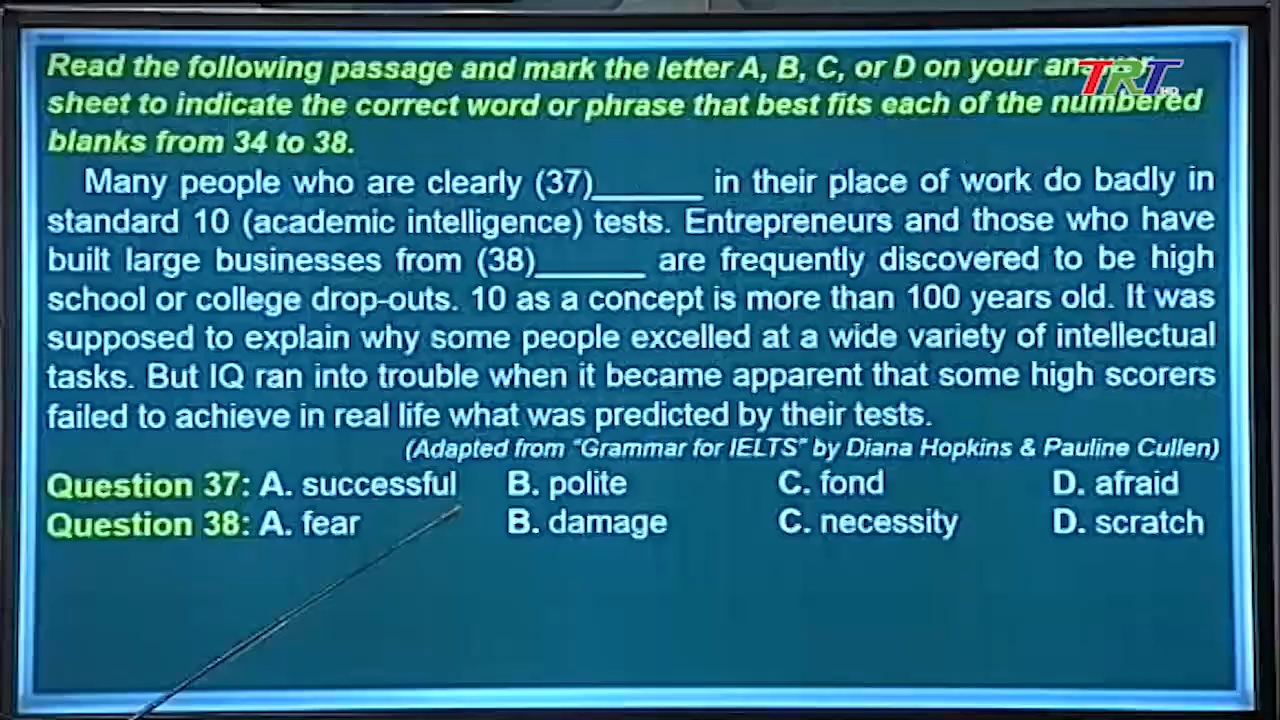 Read the following passage and mark the letter A, B, C, or D on your
TRT HD
sheet to indicate the correct word or phrase that best fits each of the numbered
blanks from 34 to 38.
Many people who are clearly (37)______ in their place of work do badly in
standard 10 (academic intelligence) tests. Entrepreneurs and those who have
built large businesses from (38)______ are frequently discovered to be high
school or college drop-outs. 10 as a concept is more than 100 years old. It was
supposed to explain why some people excelled at a wide variety of intellectual
tasks. But IQ ran into trouble when it became apparent that some high scorers
failed to achieve in real life what was predicted by their tests.
(Adapted from "Grammar for IELTS" by Diana Hopkins & Pauline Cullen)
Question 37: A. successful B. polite C. fond D. afraid
Question 38: A. fear B. damage C. necessity D. scratch